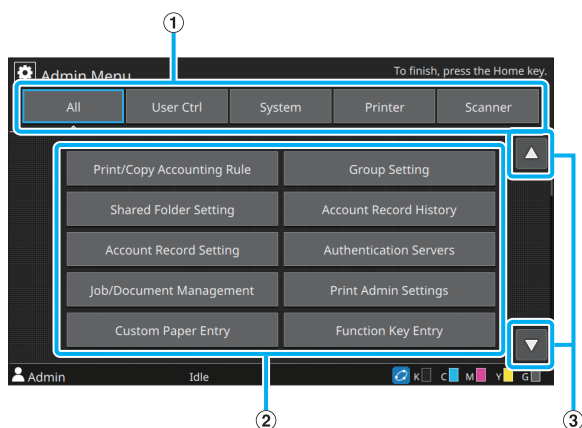 1
Admin Menu To finish, press the Home key.
All User Ctrl System Printer Scanner
Print/Copy Accounting Rule Group Setting
Shared Folder Setting Account Record History
Account Record Setting Authentication Servers
Job/Document Management Print Admin Settings
Custom Paper Entry Function Key Entry
Admin Idle K C M Y G
2 3